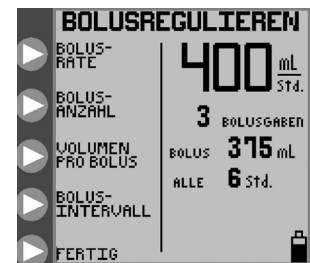 BOLUSREGULIEREN
BOLUS-
RATE
400 mL
Std.
BOLUS-
ANZAHL
3 BOLUSGABEN
VOLUMEN
PRO BOLUS
BOLUS 375 mL
BOLUS-
INTERVALL
ALLE 6 Std.
FERTIG